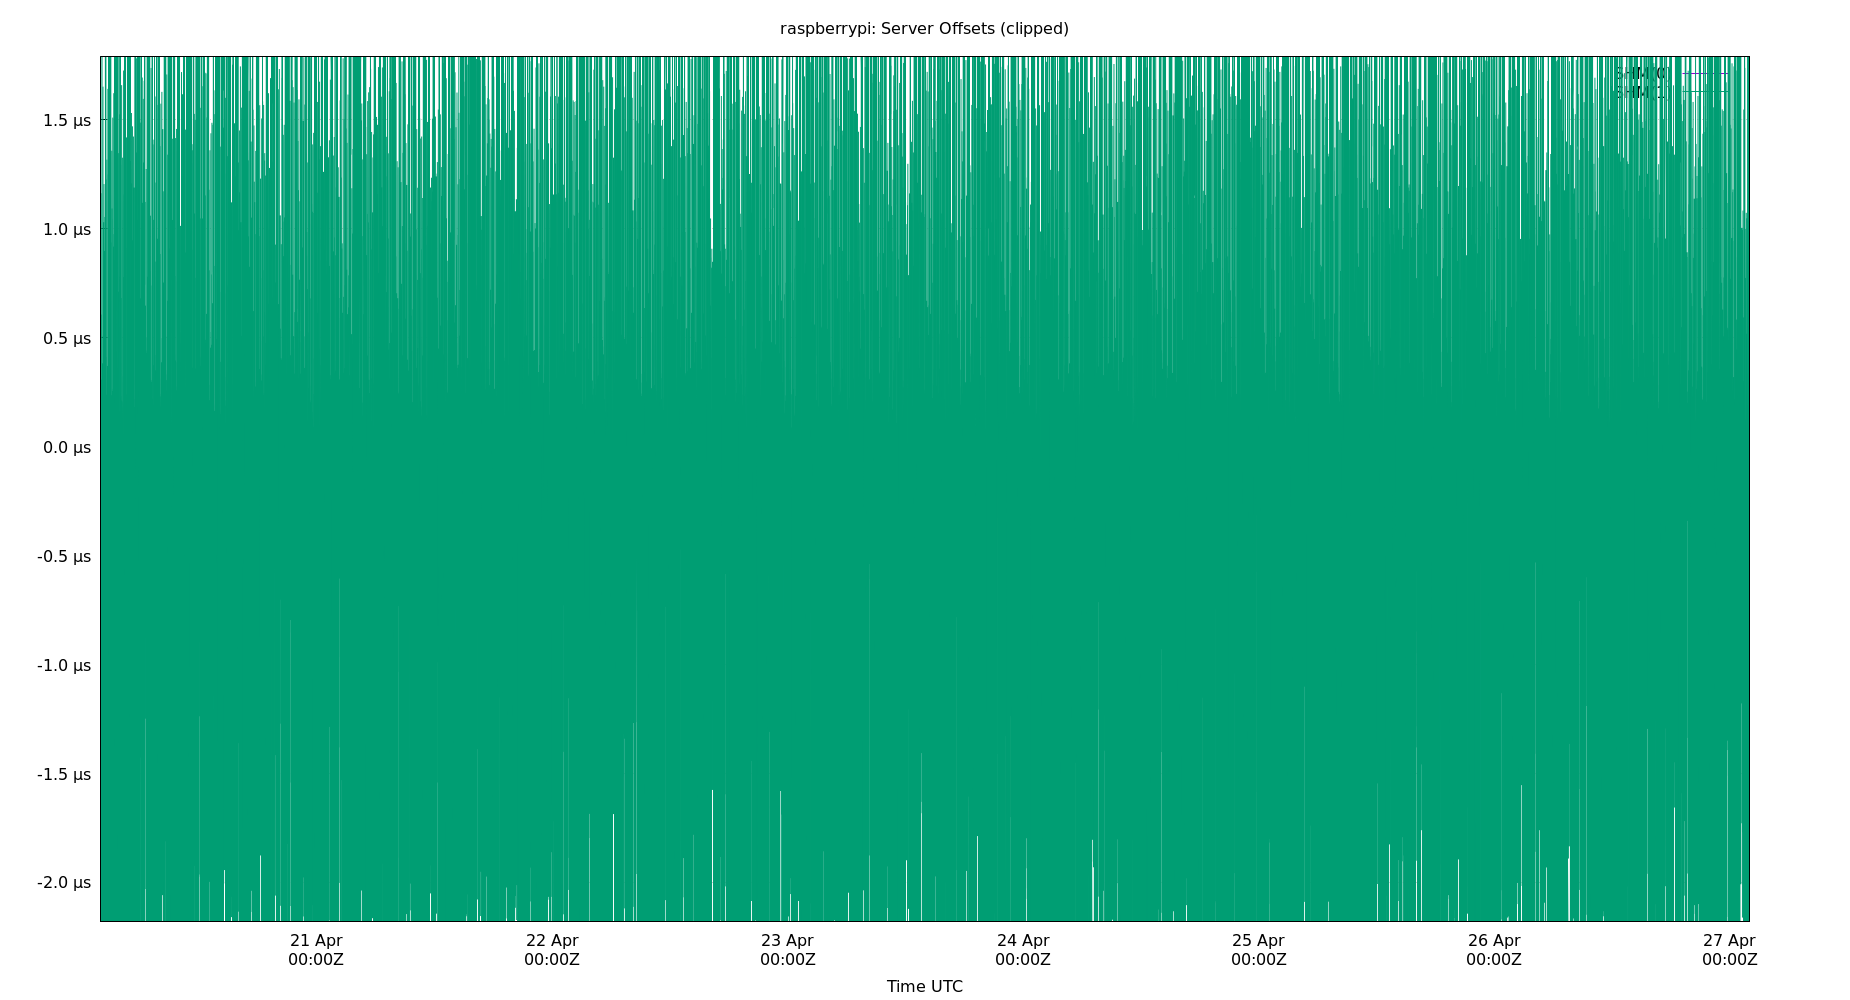 raspberrypi: Server Offsets (clipped)
1.5 µs
1.0 µs
0.5 µs
0.0 µs
-0.5 µs
-1.0 µs
-1.5 µs
-2.0 µs
21 Apr
00:00Z
22 Apr
00:00Z
23 Apr
00:00Z
24 Apr
00:00Z
25 Apr
00:00Z
26 Apr
00:00Z
27 Apr
00:00Z
Time UTC